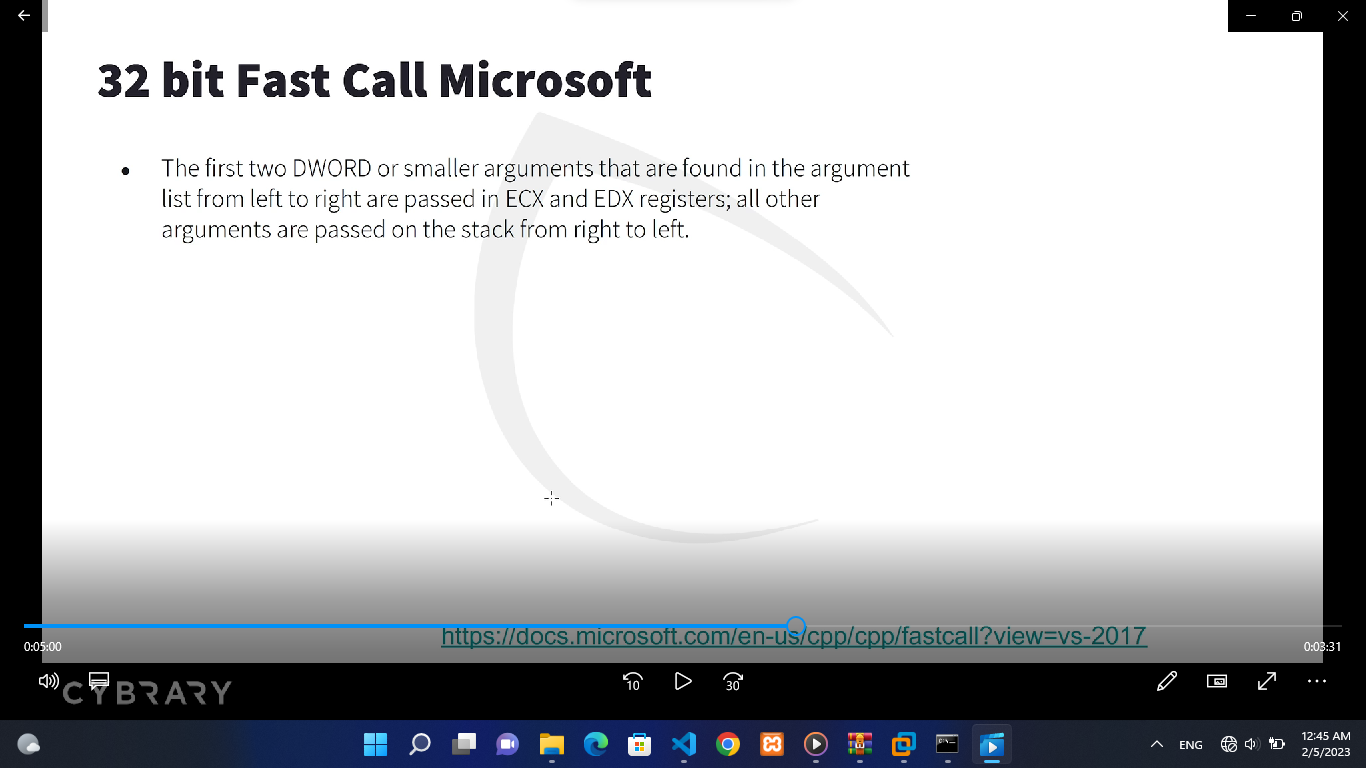 32 bit Fast Call Microsoft
● The first two DWORD or smaller arguments that are found in the argument
list from left to right are passed in ECX and EDX registers; all other
arguments are passed on the stack from right to left.
https://docs.microsoft.com/en-us/cpp/cpp/fastcall?view=vs-2017
0:05:00
0:03:31
CYBRARY
10
30
ENG
12:45 AM
2/5/2023